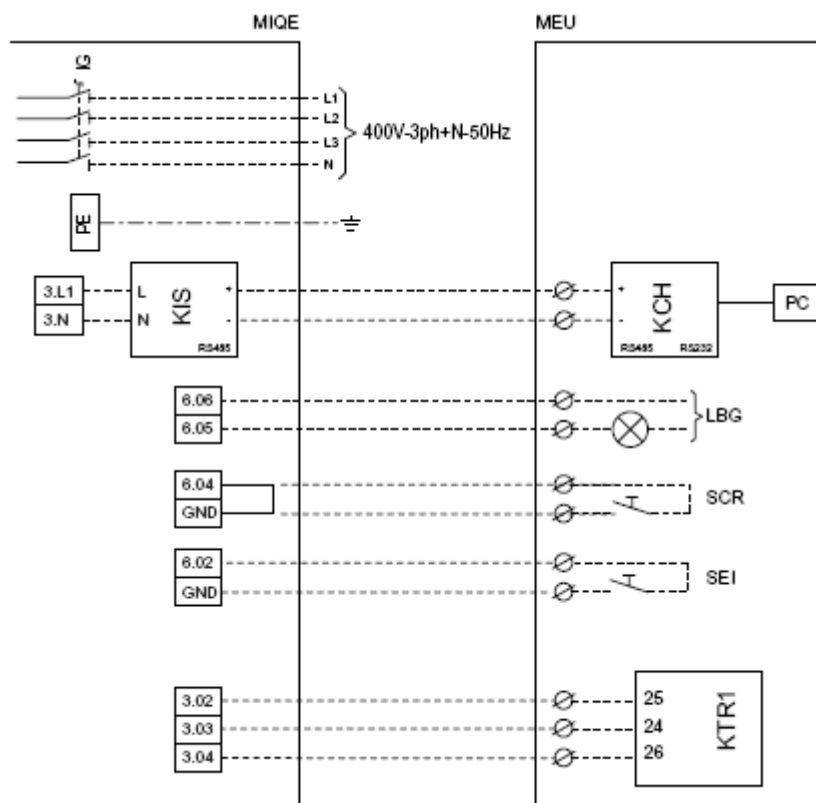 MIQE MEU
IG
L1
L2
L3
N
400V-3ph+N-50Hz
PE
3.L1 L KIS + + KCH PC
3.N N - -
RS485 RS485 RS232
6.06
6.05
LBG
6.04
GND
SCR
6.02
GND
SEI
3.02 25
3.03 24 KTR1
3.04 26